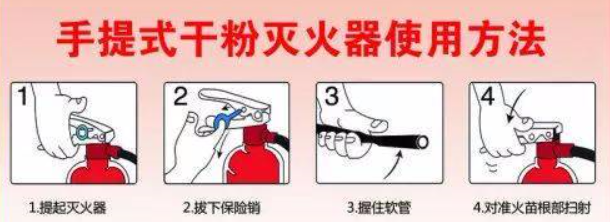 手提式干粉灭火器使用方法
1
2
3
4
1.提起灭火器
2.拔下保险销
3.握住软管
4.对准火苗根部扫射